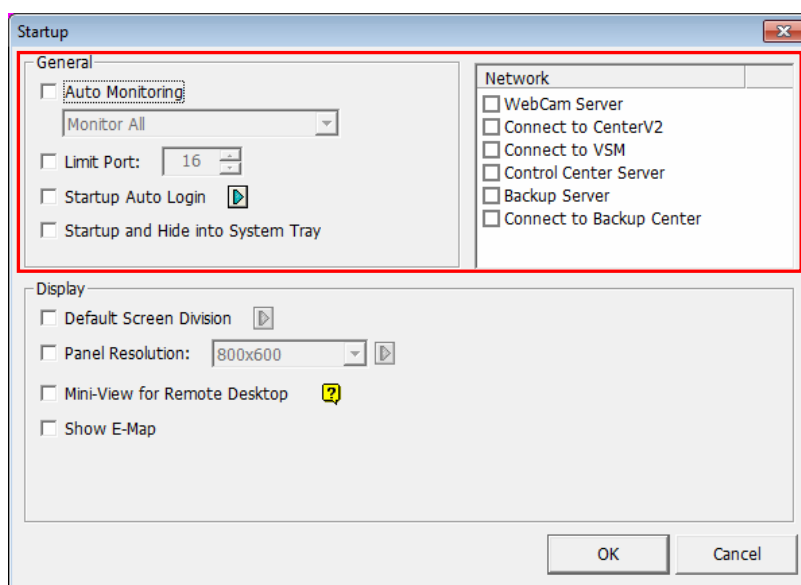 Startup
General
Auto Monitoring
Monitor All
Limit Port: 16
Startup Auto Login
Startup and Hide into System Tray
Network
WebCam Server
Connect to CenterV2
Connect to VSM
Control Center Server
Backup Server
Connect to Backup Center
Display
Default Screen Division
Panel Resolution: 800x600
Mini-View for Remote Desktop ?
Show E-Map
OK Cancel